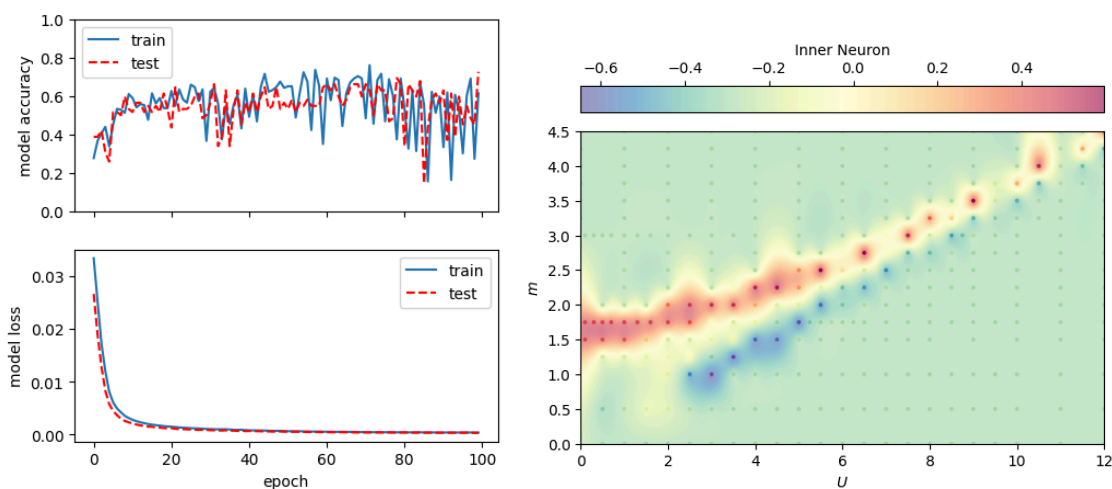 1.0
0.8
0.6
0.4
0.2
0.0
model accuracy
train
test
0.03
0.02
0.01
0.00
model loss
train
test
0 20 40 60 80 100
epoch
Inner Neuron
−0.6 −0.4 −0.2 0.0 0.2 0.4
4.5
4.0
3.5
3.0
2.5
2.0
1.5
1.0
0.5
0.0
m
0 2 4 6 8 10 12
U